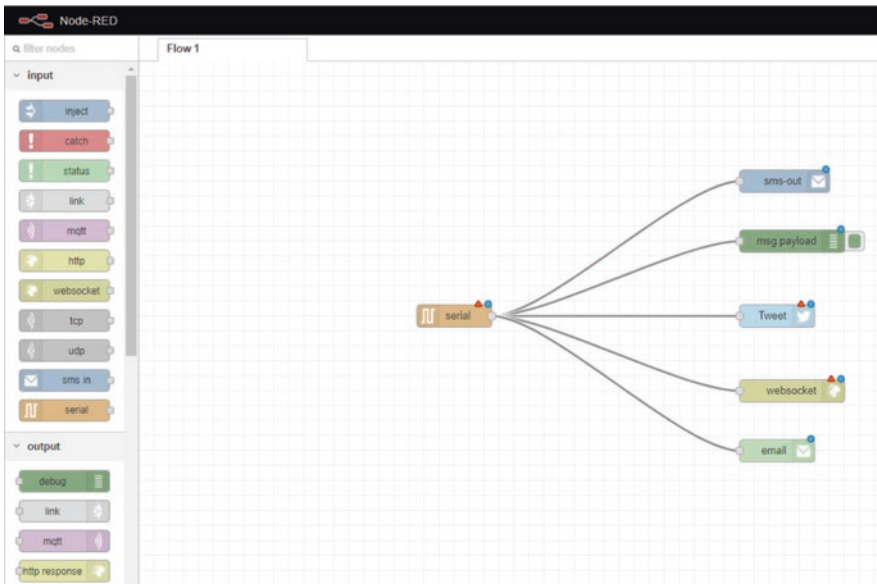 Node-RED
filter nodes
Flow 1
input
inject
catch
status
link
mqtt
http
websocket
tcp
udp
sms in
serial
output
debug
link
mqtt
http response
sms-out
msg.payload
serial
Tweet
websocket
email